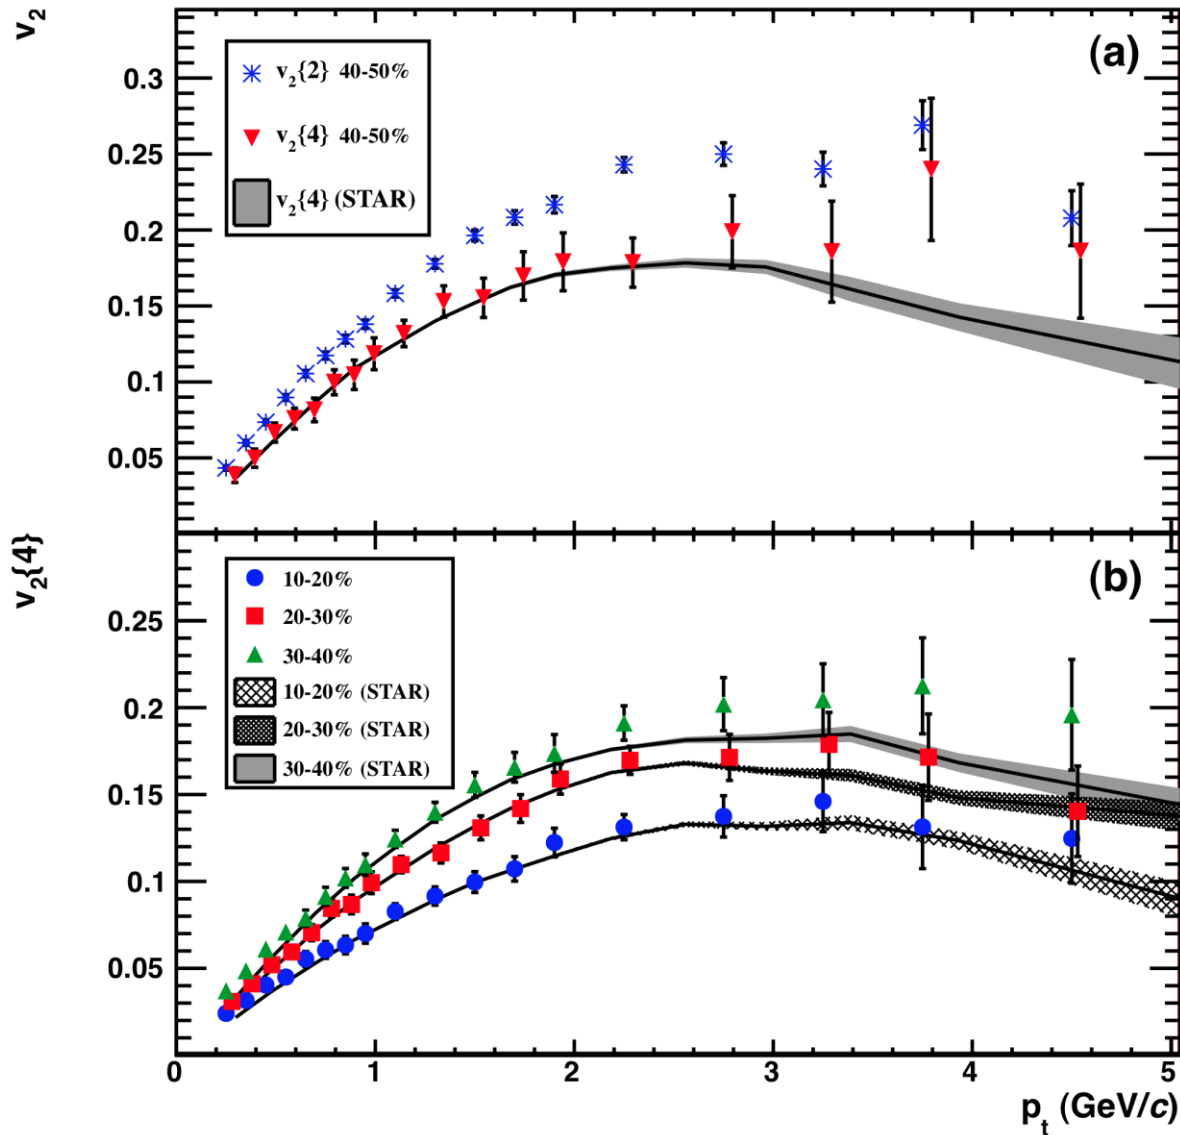 v2
(a)
0.3
0.25
0.2
0.15
0.1
0.05
v2{2} 40-50%
v2{4} 40-50%
v2{4} (STAR)
v2{4}
(b)
0.25
0.2
0.15
0.1
0.05
10-20%
20-30%
30-40%
10-20% (STAR)
20-30% (STAR)
30-40% (STAR)
0 1 2 3 4 5
pt (GeV/c)